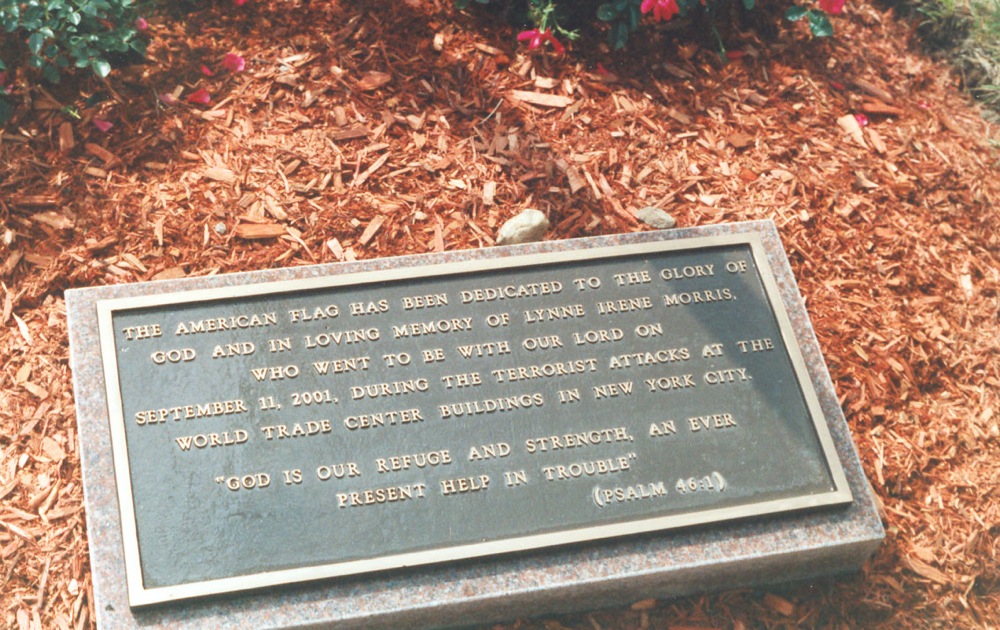 THE AMERICAN FLAG HAS BEEN DEDICATED TO THE GLORY OF
GOD AND IN LOVING MEMORY OF LYNNE IRENE MORRIS,
WHO WENT TO BE WITH OUR LORD ON
SEPTEMBER 11, 2001, DURING THE TERRORIST ATTACKS AT THE
WORLD TRADE CENTER BUILDINGS IN NEW YORK CITY.
"GOD IS OUR REFUGE AND STRENGTH, AN EVER
PRESENT HELP IN TROUBLE"
(PSALM 46:1)